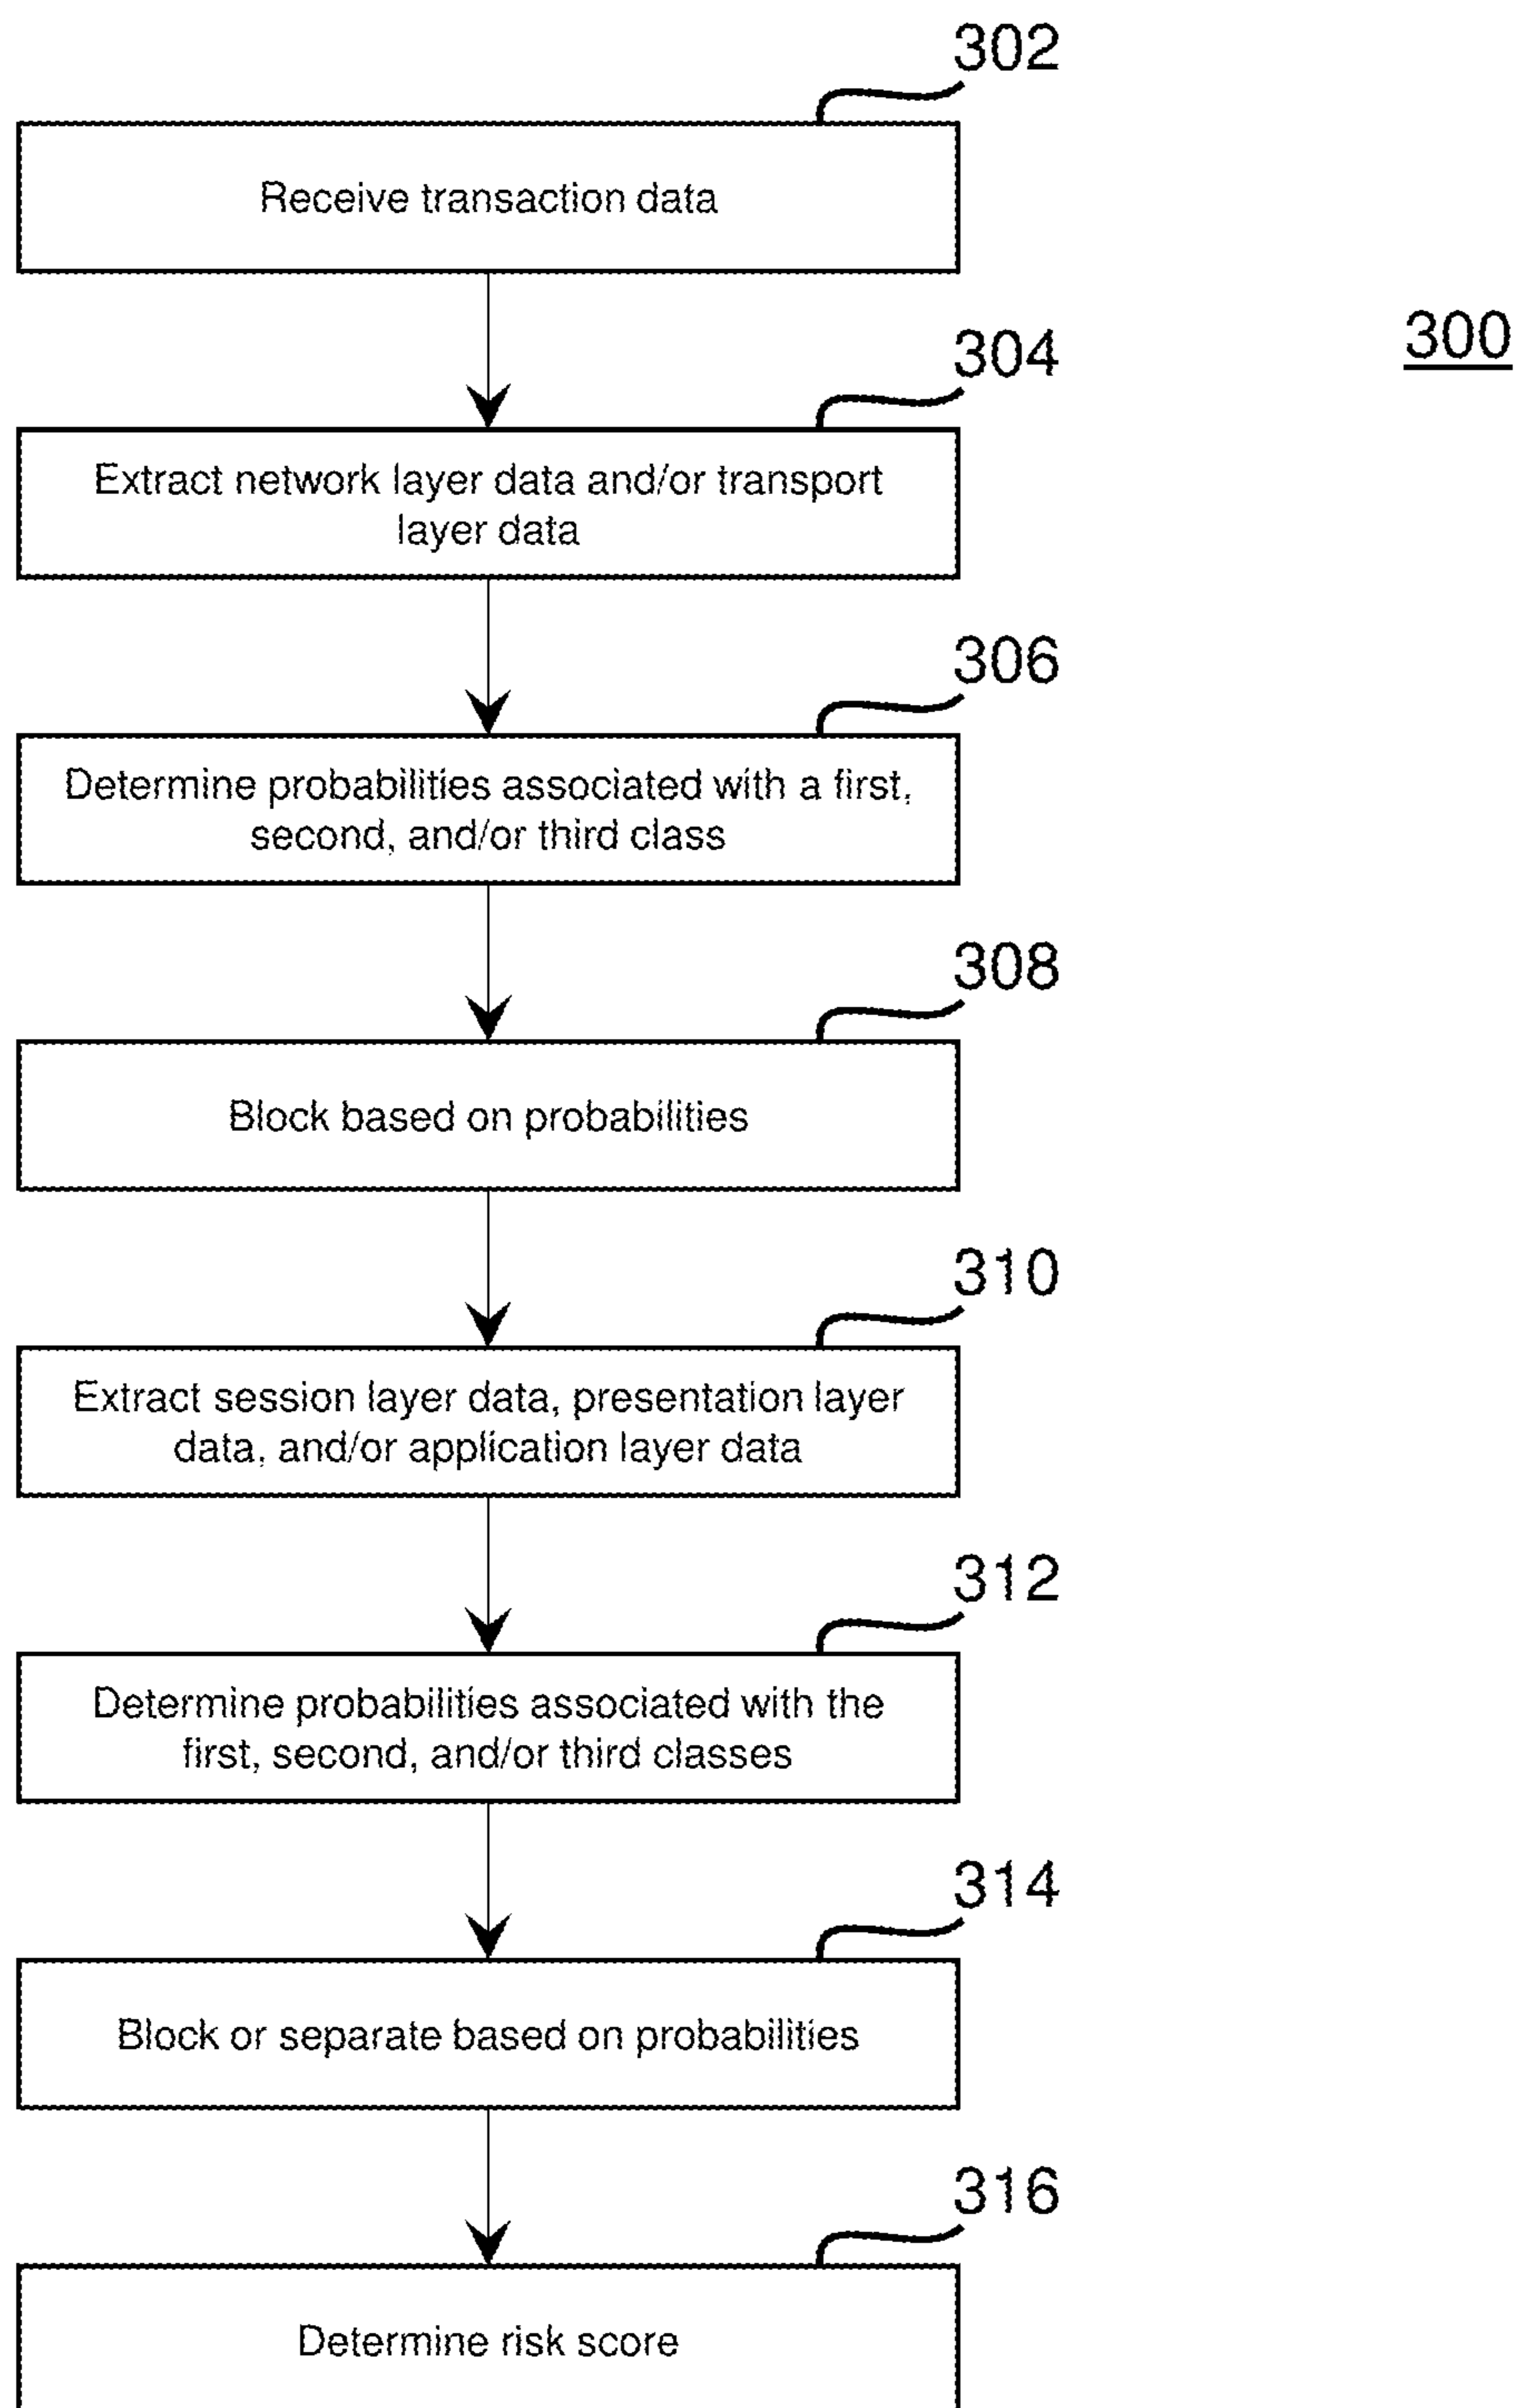 302
Receive transaction data
300
304
Extract network layer data and/or transport
layer data
306
Determine probabilities associated with a first,
second, and/or third class
308
Block based on probabilities
310
Extract session layer data, presentation layer
data, and/or application layer data
312
Determine probabilities associated with the
first, second, and/or third classes
314
Block or separate based on probabilities
316
Determine risk score